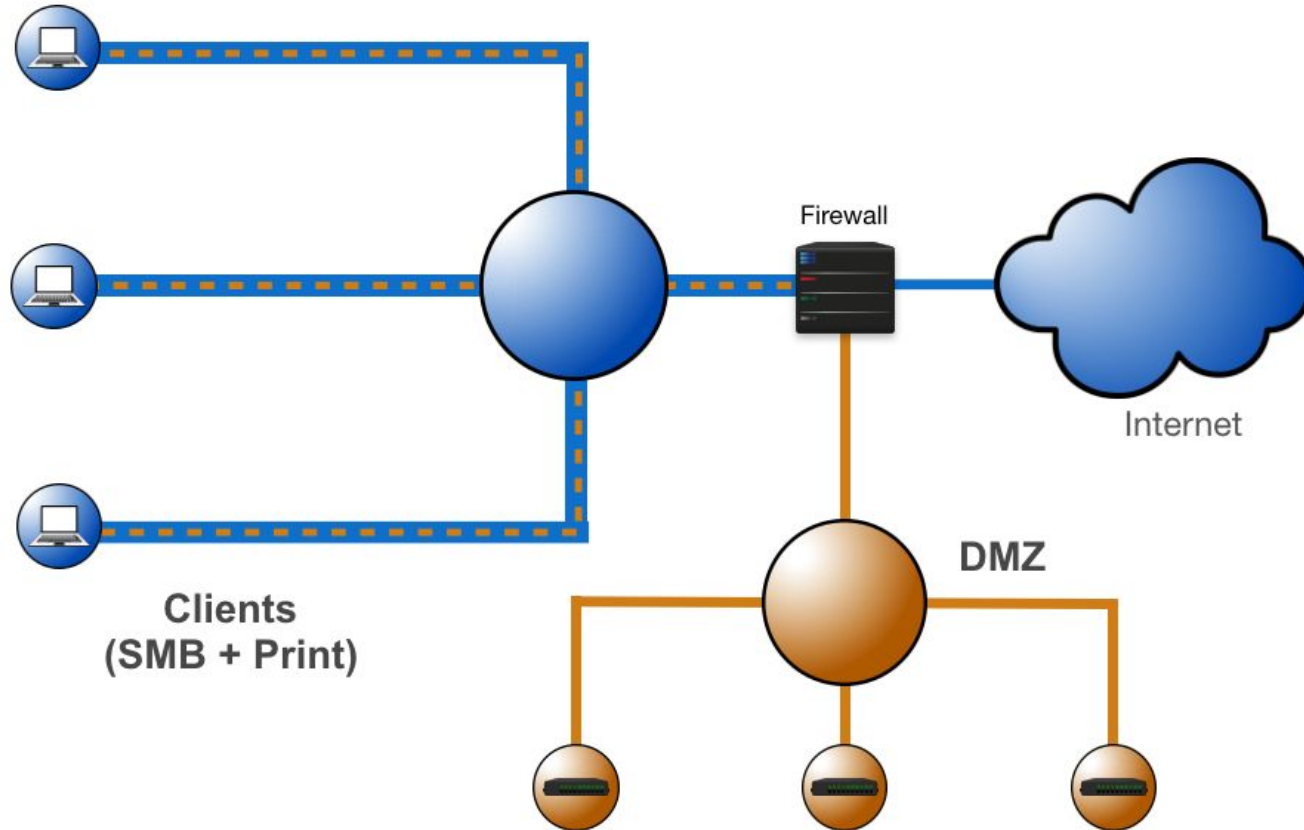 Firewall
Internet
DMZ
Clients
(SMB + Print)